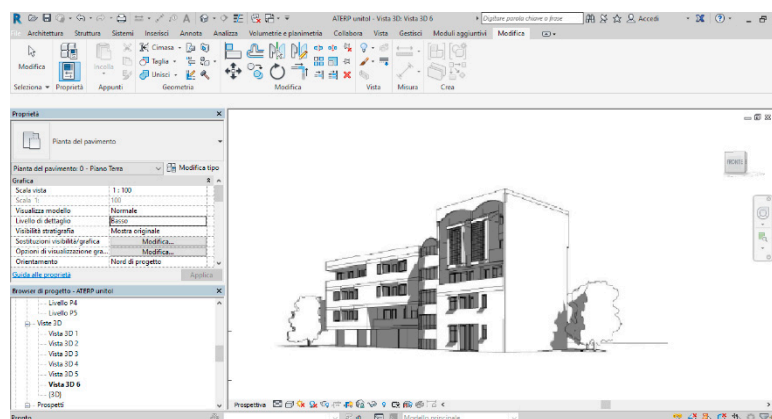 ATERP unitol - Vista 3D: Vista 3D 6
Digitare parola chiave o frase
Accedi
Architettura Struttura Sistemi Inserisci Annota Analizza Volumetrie e planimetria Collabora Vista Gestisci Moduli aggiuntivi Modifica
Modifica
Incolla
Cimasa
Taglia
Unisci
Seleziona Proprietà Appunti Geometria Modifica Vista Misura Crea
Proprietà
Pianta del pavimento
Pianta del pavimento: 0 - Piano Terra
Modifica tipo
Grafica
Scala vista 1 : 100
Scala 1: 100
Visualizza modello Normale
Livello di dettaglio Basso
Visibilità stratigrafia Mostra originale
Sostituzioni visibilità/grafica Modifica...
Opzioni di visualizzazione gra... Modifica...
Orientamento Nord di progetto
Guida alle proprietà Applica
Browser di progetto - ATERP unitol
Livello P4
Livello P5
Viste 3D
Vista 3D 1
Vista 3D 2
Vista 3D 3
Vista 3D 4
Vista 3D 5
Vista 3D 6
{3D}
Prospetti
Prospettiva
Pronto
Modello principale